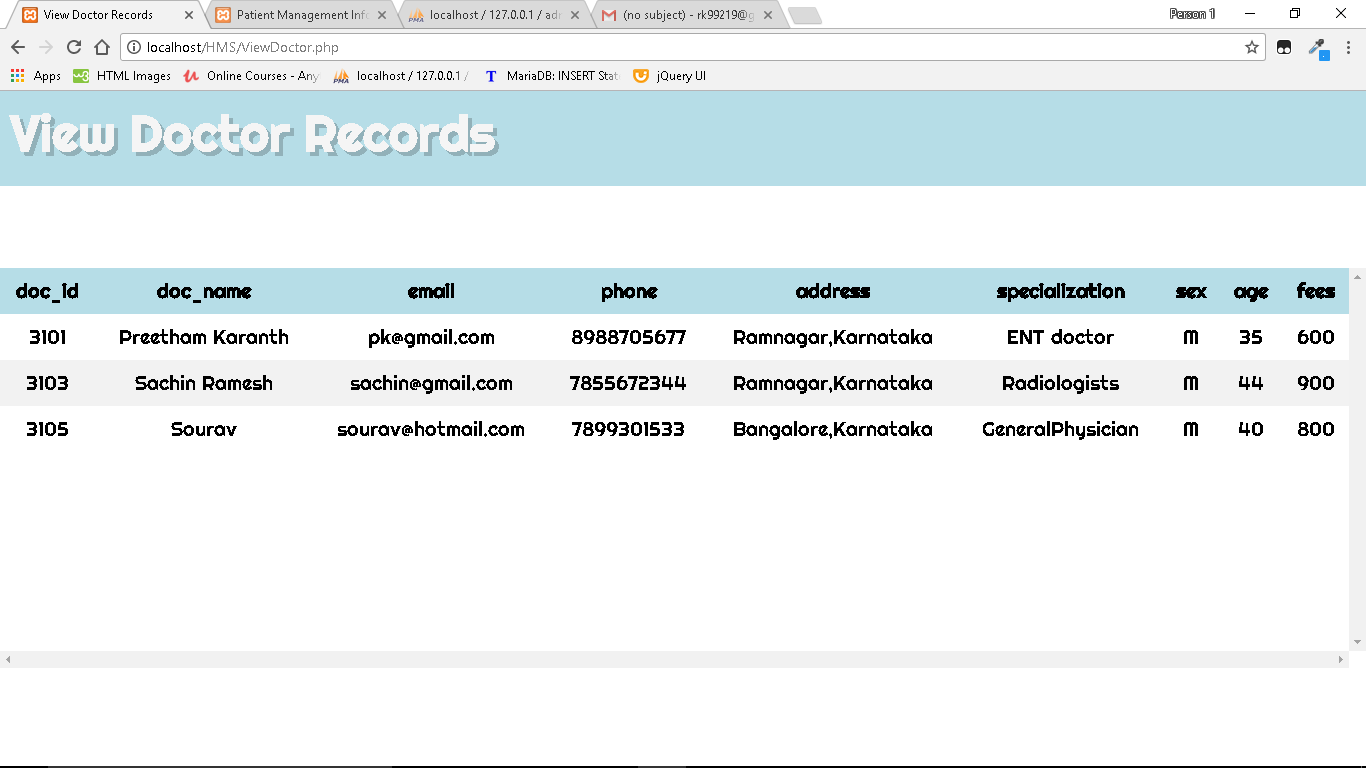 View Doctor Records Patient Management Info localhost / 127.0.0.1 / adm (no subject) - rk99219@g Person 1
localhost/HMS/ViewDoctor.php
Apps HTML Images Online Courses - Any localhost / 127.0.0.1 / MariaDB: INSERT Stat jQuery UI
View Doctor Records
doc_id doc_name email phone address specialization sex age fees
3101 Preetham Karanth pk@gmail.com 8988705677 Ramnagar,Karnataka ENT doctor M 35 600
3103 Sachin Ramesh sachin@gmail.com 7855672344 Ramnagar,Karnataka Radiologists M 44 900
3105 Sourav sourav@hotmail.com 7899301533 Bangalore,Karnataka GeneralPhysician M 40 800